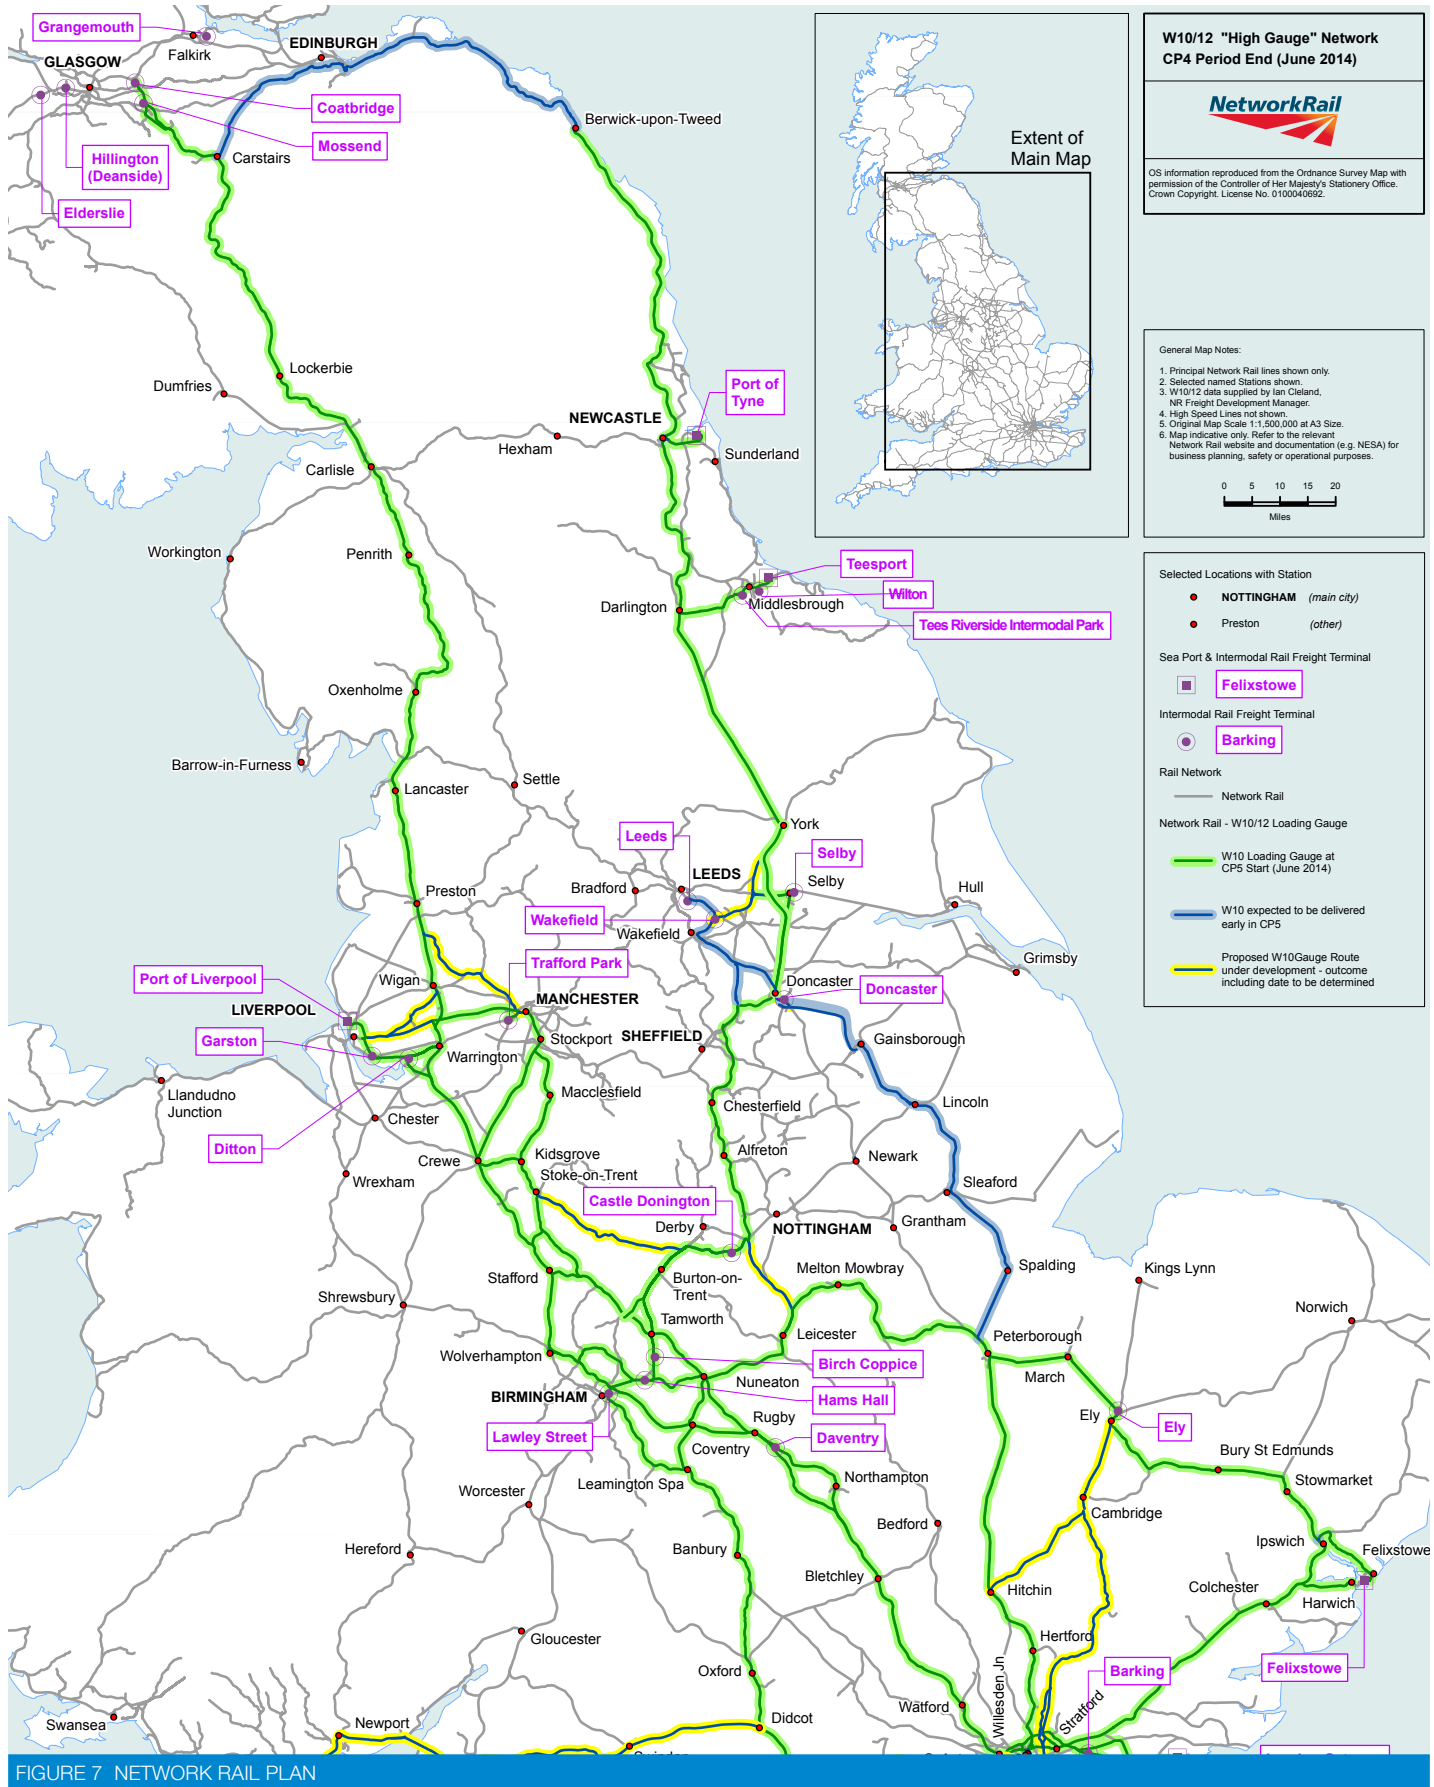 W10/12 "High Gauge" Network
CP4 Period End (June 2014)
NetworkRail
OS information reproduced from the Ordnance Survey Map with
permission of the Controller of Her Majesty's Stationery Office.
Crown Copyright. License No. 0100040692.
Extent of
Main Map
General Map Notes:
1. Principal Network Rail lines shown only.
2. Selected named Stations shown.
3. W10/12 data supplied by Ian Cleland,
NR Freight Development Manager.
4. High Speed Lines not shown.
5. Original Map Scale 1:1,500,000 at A3 Size.
6. Map indicative only. Refer to the relevant
Network Rail website and documentation (e.g. NESA) for
business planning, safety or operational purposes.
0 5 10 15 20
Miles
Selected Locations with Station
NOTTINGHAM (main city)
Preston (other)
Sea Port & Intermodal Rail Freight Terminal
Felixstowe
Intermodal Rail Freight Terminal
Barking
Rail Network
Network Rail
Network Rail - W10/12 Loading Gauge
W10 Loading Gauge at
CP5 Start (June 2014)
W10 expected to be delivered
early in CP5
Proposed W10Gauge Route
under development - outcome
including date to be determined
Grangemouth
Falkirk
EDINBURGH
GLASGOW
Coatbridge
Mossend
Berwick-upon-Tweed
Hillington
(Deanside)
Carstairs
Elderslie
Lockerbie
Dumfries
Port of
Tyne
NEWCASTLE
Hexham
Sunderland
Carlisle
Workington
Penrith
Teesport
Wilton
Middlesbrough
Darlington
Tees Riverside Intermodal Park
Oxenholme
Barrow-in-Furness
Settle
Lancaster
York
Leeds
Selby
LEEDS
Bradford
Selby
Hull
Preston
Wakefield
Wakefield
Trafford Park
Grimsby
Port of Liverpool
Wigan
Doncaster
Doncaster
MANCHESTER
LIVERPOOL
Garston
Stockport
SHEFFIELD
Gainsborough
Warrington
Llandudno
Junction
Macclesfield
Chesterfield
Lincoln
Chester
Ditton
Crewe
Kidsgrove
Alfreton
Newark
Wrexham
Stoke-on-Trent
Sleaford
Castle Donington
Derby
NOTTINGHAM
Grantham
Stafford
Burton-on-
Trent
Melton Mowbray
Spalding
Kings Lynn
Shrewsbury
Norwich
Tamworth
Leicester
Peterborough
Wolverhampton
Birch Coppice
March
Nuneaton
BIRMINGHAM
Hams Hall
Rugby
Ely
Ely
Lawley Street
Coventry
Daventry
Bury St Edmunds
Leamington Spa
Northampton
Stowmarket
Worcester
Cambridge
Bedford
Hereford
Banbury
Ipswich
Felixstowe
Bletchley
Hitchin
Colchester
Harwich
Gloucester
Hertford
Oxford
Barking
Felixstowe
Willesden Jn
Stratford
Watford
Swansea
Newport
Didcot
FIGURE 7 NETWORK RAIL PLAN